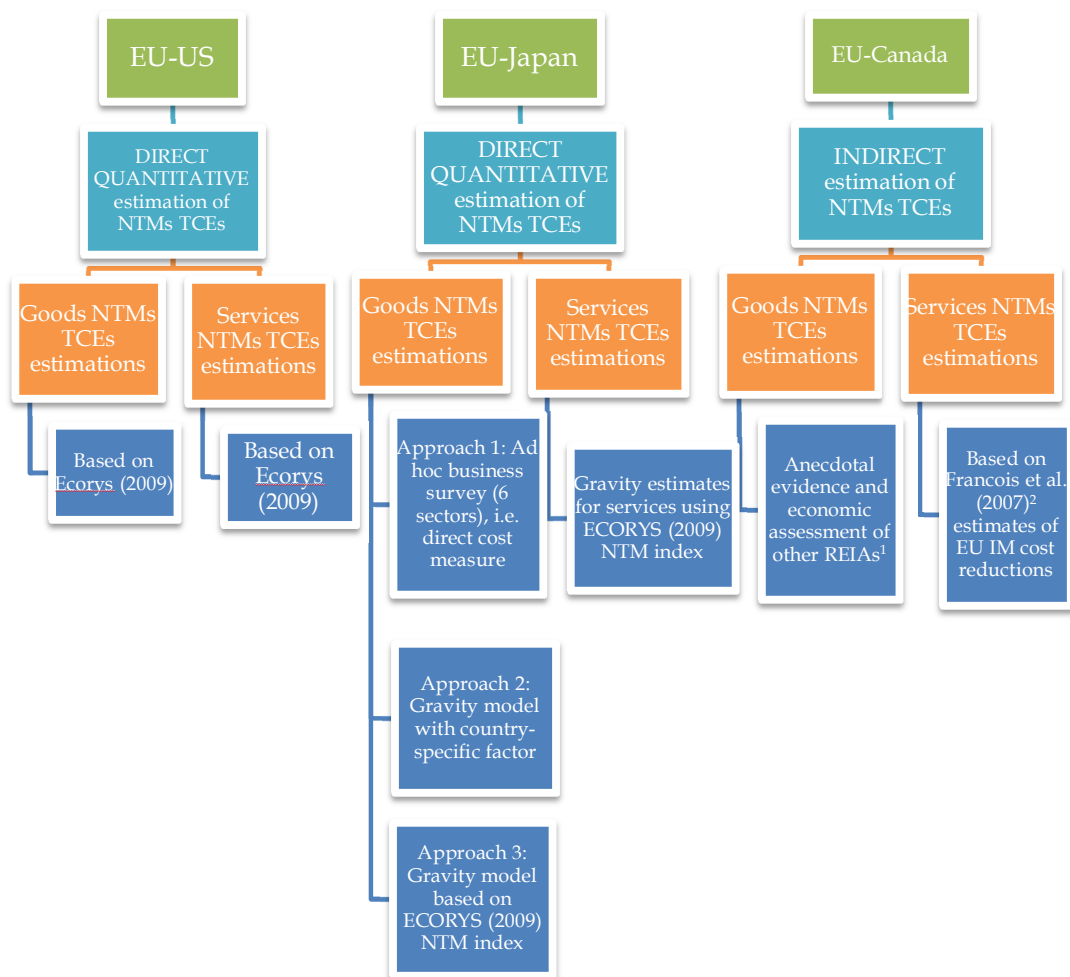 EU-US
DIRECT
QUANTITATIVE
estimation of
NTMs TCEs
Goods NTMs
TCEs
estimations
Based on
Ecorys (2009)
Services
NTMs TCEs
estimations
Based on
Ecorys
(2009)
EU-Japan
DIRECT
QUANTITATIVE
estimation of
NTMs TCEs
Goods NTMs
TCEs
estimations
Approach 1: Ad
hoc business
survey (6
sectors), i.e.
direct cost
measure
Approach 2:
Gravity model
with country-
specific factor
Approach 3:
Gravity model
based on
ECORYS (2009)
NTM index
Services
NTMs TCEs
estimations
Gravity estimates
for services using
ECORYS (2009)
NTM index
EU-Canada
INDIRECT
estimation of
NTMs TCEs
Goods NTMs
TCEs
estimations
Anecdotal
evidence and
economic
assessment of
other REIAs¹
Services NTMs
TCEs
estimations
Based on
Francois et al.
(2007)²
estimates of
EU IM cost
reductions